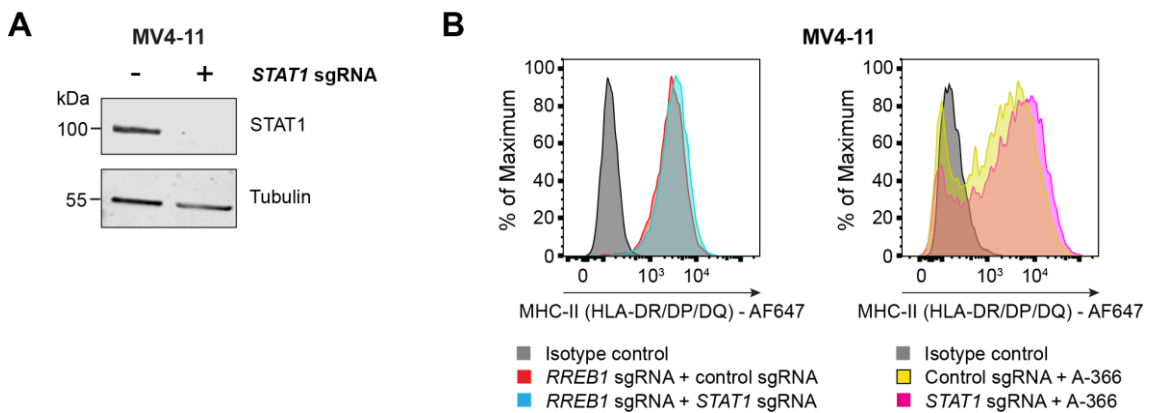 A
MV4-11
- + STAT1 sgRNA
kDa
100 STAT1
55 Tubulin
B
MV4-11
% of Maximum
100
80
60
40
20
0
0 10³ 10⁴
MHC-II (HLA-DR/DP/DQ) - AF647
Isotype control
RREB1 sgRNA + control sgRNA
RREB1 sgRNA + STAT1 sgRNA
% of Maximum
100
80
60
40
20
0
0 10³ 10⁴
MHC-II (HLA-DR/DP/DQ) - AF647
Isotype control
Control sgRNA + A-366
STAT1 sgRNA + A-366